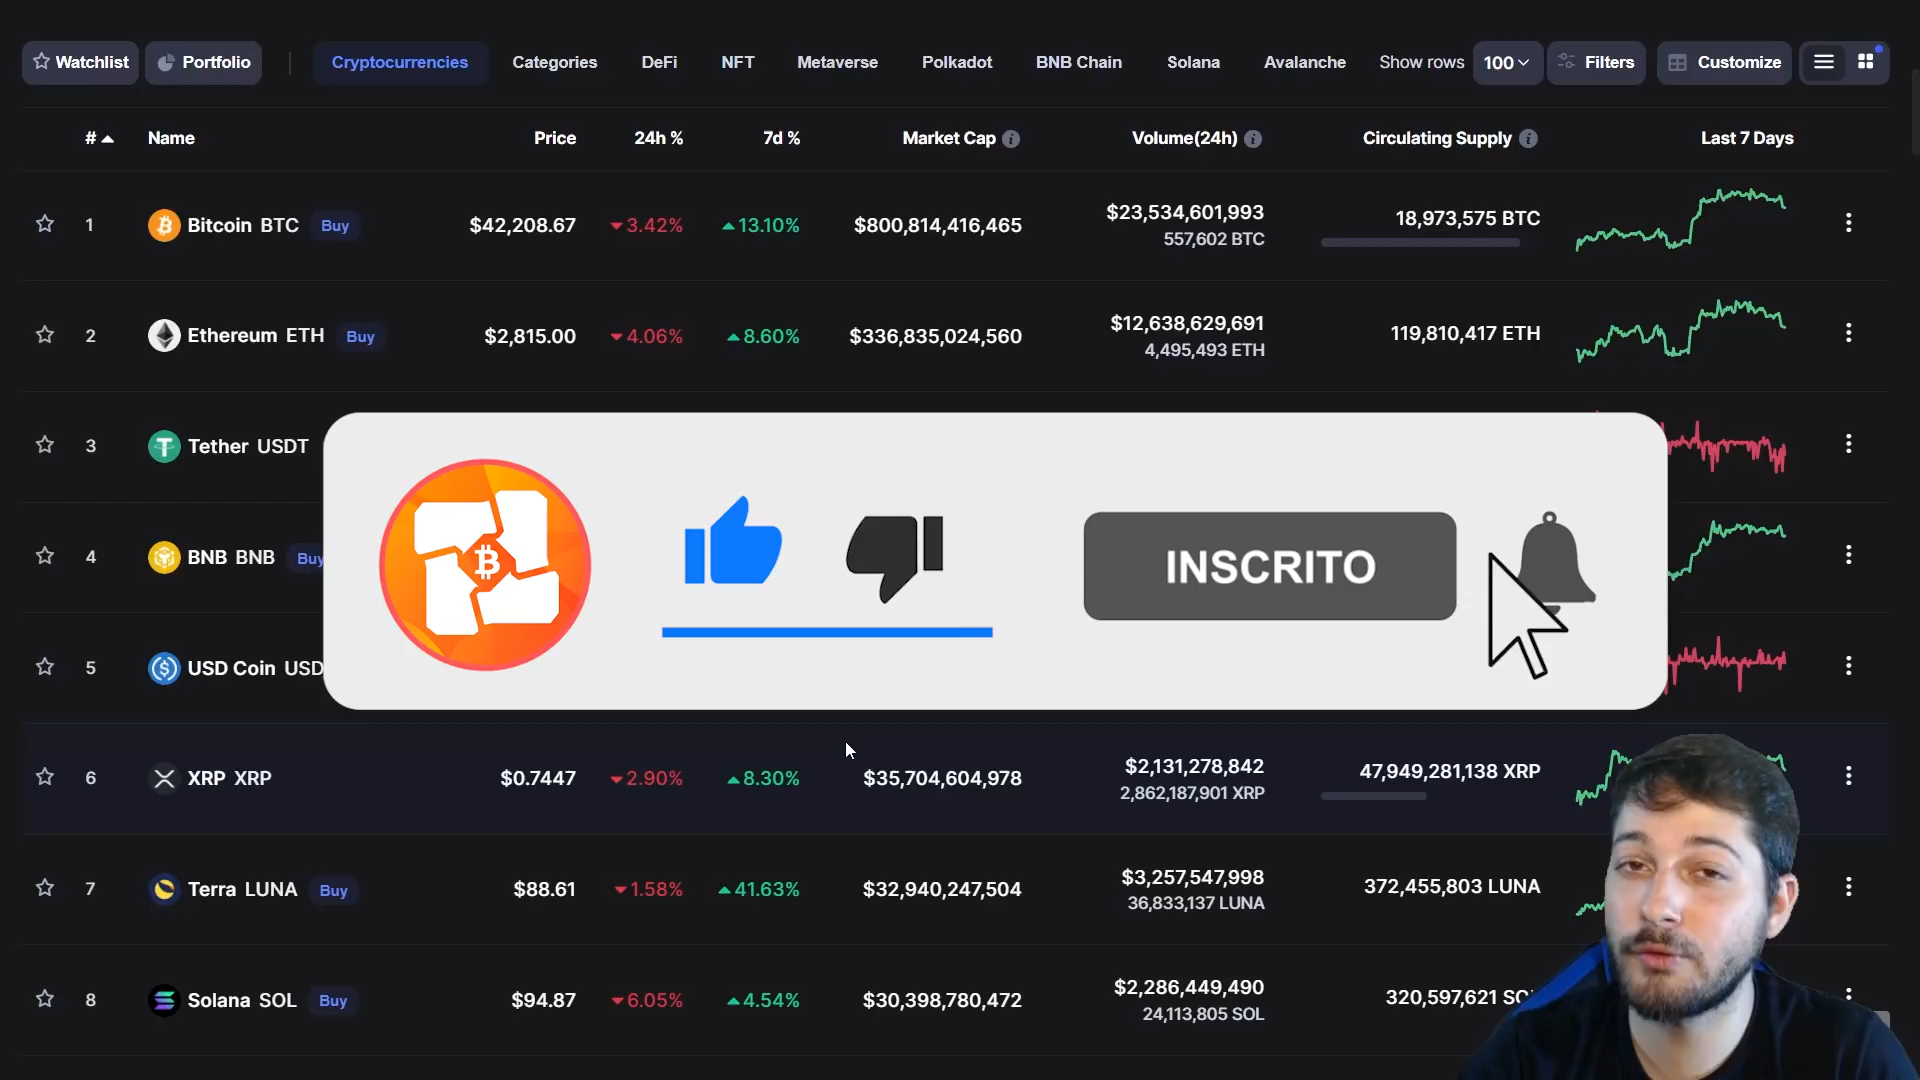 Watchlist Portfolio Cryptocurrencies Categories DeFi NFT Metaverse Polkadot BNB Chain Solana Avalanche Show rows 100 Filters Customize
# Name Price 24h % 7d % Market Cap Volume(24h) Circulating Supply Last 7 Days
1 Bitcoin BTC Buy $42,208.67 3.42% 13.10% $800,814,416,465 $23,534,601,993 18,973,575 BTC
557,602 BTC
2 Ethereum ETH Buy $2,815.00 4.06% 8.60% $336,835,024,560 $12,638,629,691 119,810,417 ETH
4,495,493 ETH
3 Tether USDT
4 BNB BNB Buy
INSCRITO
5 USD Coin USD
6 XRP XRP $0.7447 2.90% 8.30% $35,704,604,978 $2,131,278,842 47,949,281,138 XRP
2,862,187,901 XRP
7 Terra LUNA Buy $88.61 1.58% 41.63% $32,940,247,504 $3,257,547,998 372,455,803 LUNA
36,833,137 LUNA
8 Solana SOL Buy $94.87 6.05% 4.54% $30,398,780,472 $2,286,449,490 320,597,621 SO
24,113,805 SOL